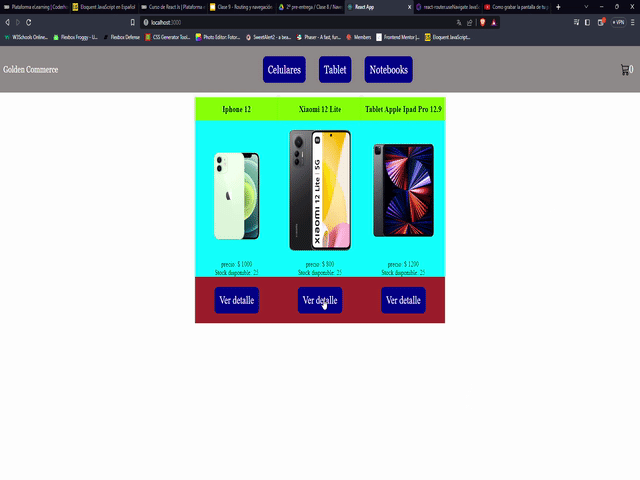 Plataforma eLearning | Coderh
Eloquent JavaScript en Español
Curso de React Js | Plataforma e
Clase 9 - Routing y navegación
2° pre-entrega / Clase 8 / New
React App
react-router.useNavigate JavaS
Como grabar la pantalla de tu p
localhost:3000
VPN
W3Schools Online...
Flexbox Froggy - U...
Flexbox Defense
CSS Generator Tool...
Photo Editor: Fotor...
SweetAlert2 - a bea...
Phaser - A fast, fun...
Members
Frontend Mentor |...
Eloquent JavaScript...
Golden Commerce
Celulares
Tablet
Notebooks
0
Iphone 12
Xiaomi 12 Lite
Tablet Apple Ipad Pro 12.9
xiaomi 12 Lite | 5G
precio: $ 1000
precio: $ 800
precio: $ 1200
Stock disponible: 25
Stock disponible: 25
Stock disponible: 25
Ver detalle
Ver detalle
Ver detalle